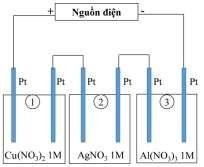 + Nguồn điện -
Pt Pt Pt Pt Pt Pt
1 2 3
Cu(NO₃)₂ 1M AgNO₃ 1M Al(NO₃)₃ 1M